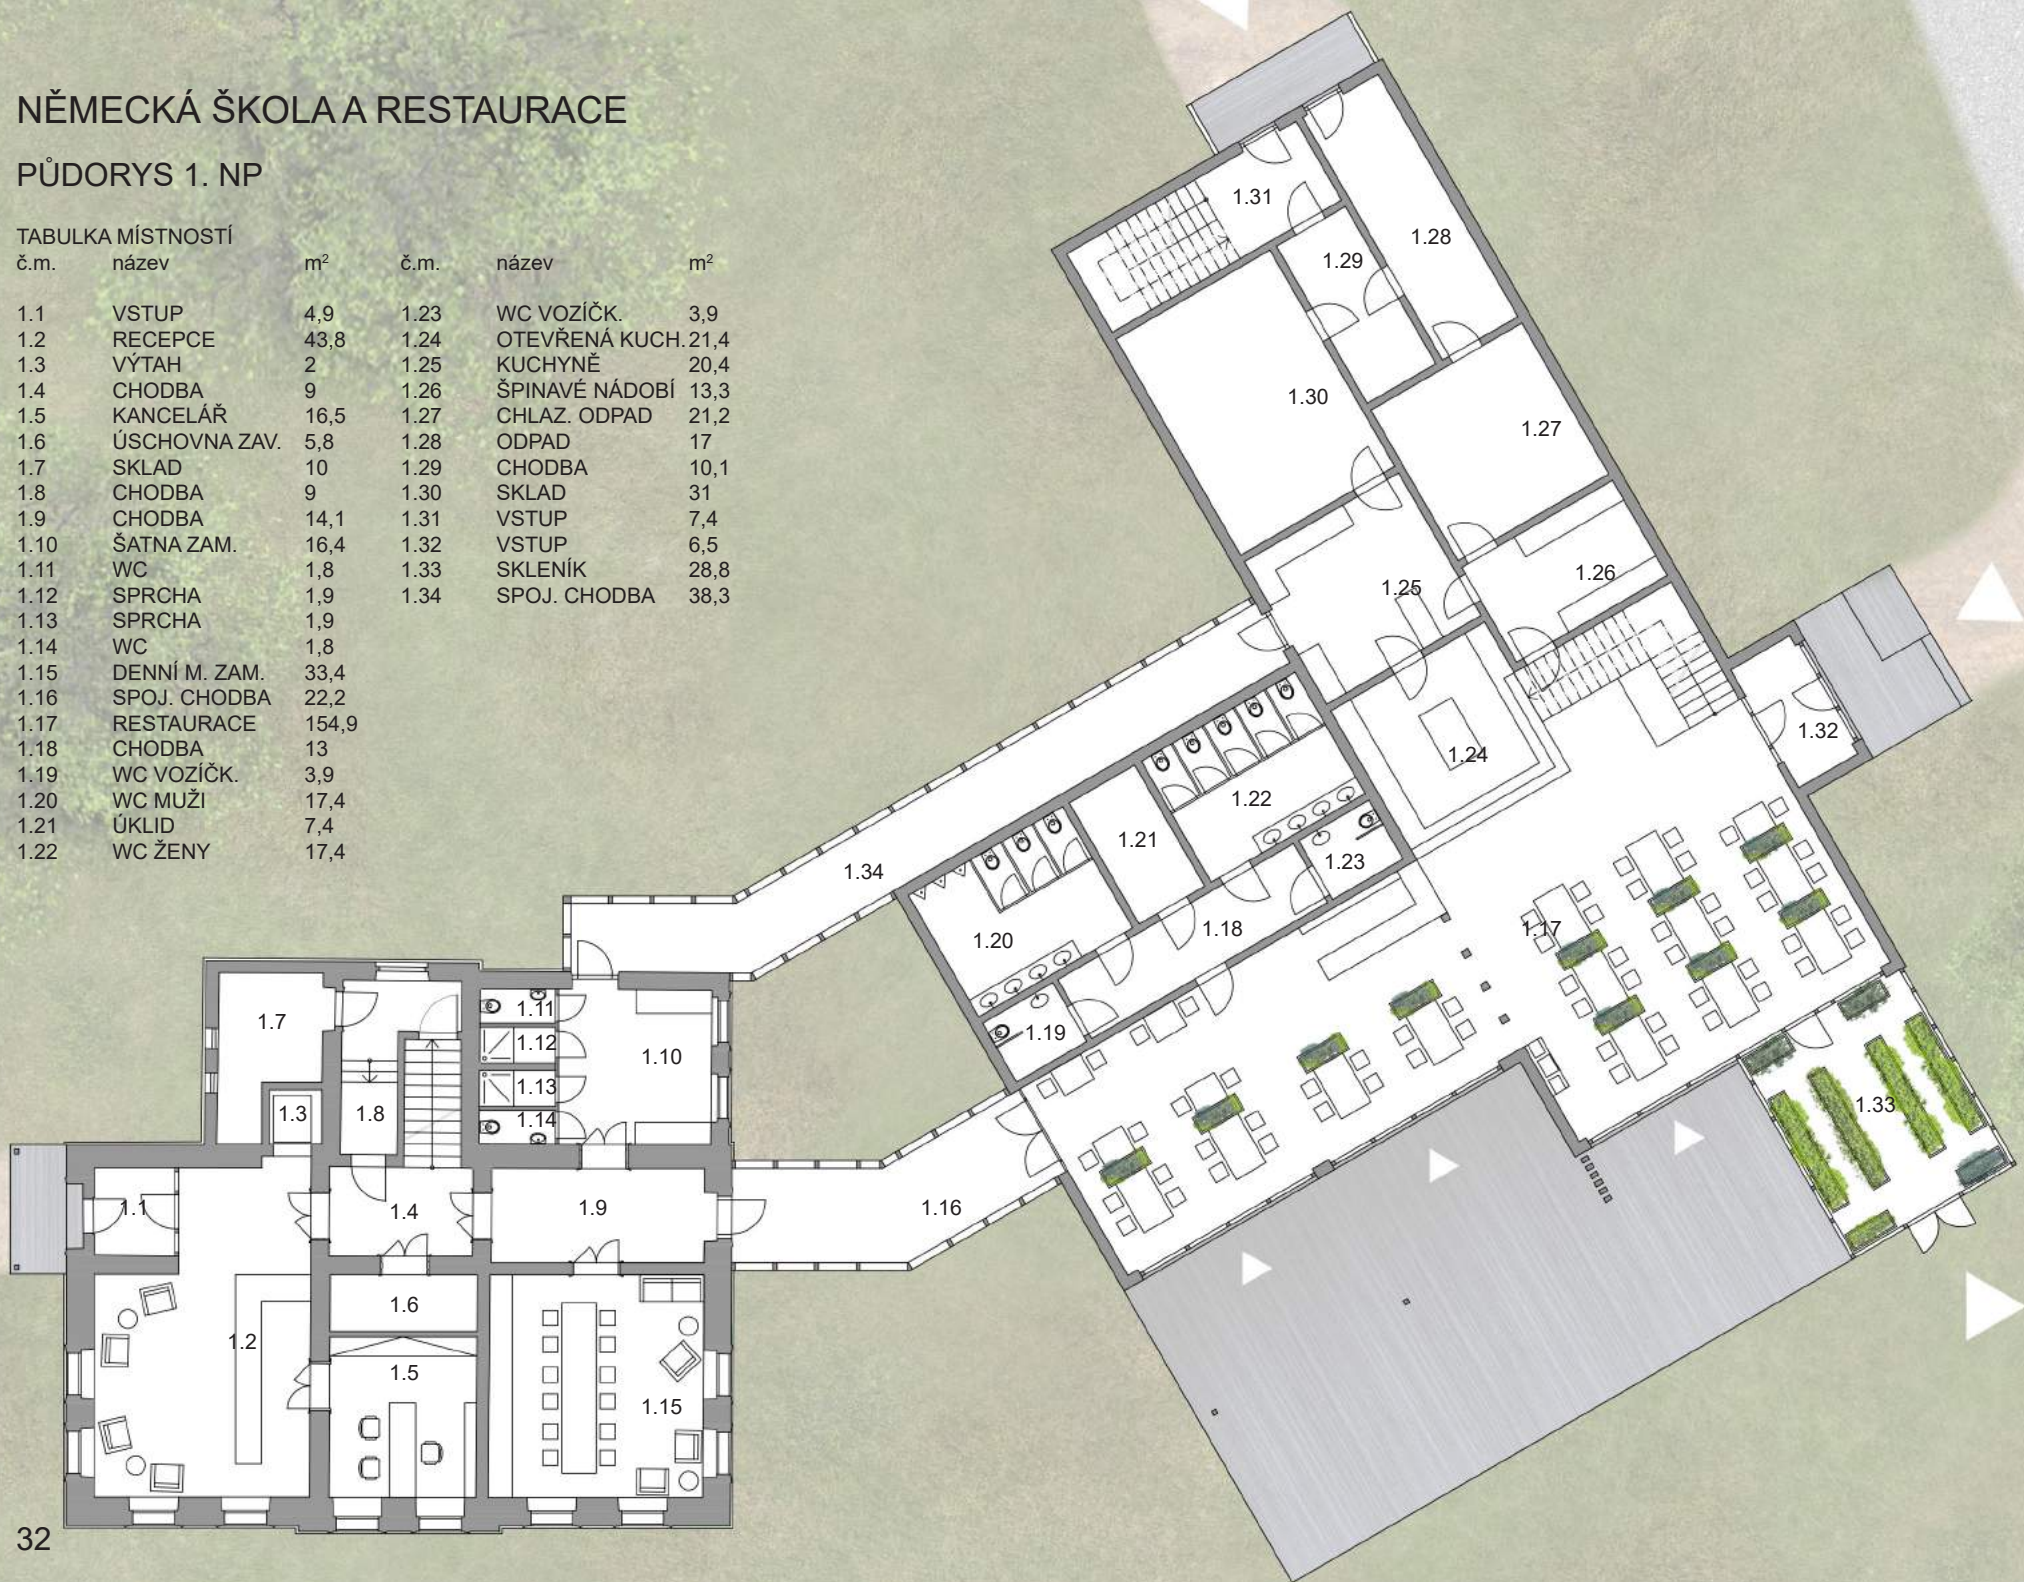 NĚMECKÁ ŠKOLA A RESTAURACE
PŮDORYS 1. NP
TABULKA MÍSTNOSTÍ
č.m. název m² č.m. název m²
1.1 VSTUP 4,9 1.23 WC VOZÍČK. 3,9
1.2 RECEPCE 43,8 1.24 OTEVŘENÁ KUCH. 21,4
1.3 VÝTAH 2 1.25 KUCHYNĚ 20,4
1.4 CHODBA 9 1.26 ŠPINAVÉ NÁDOBÍ 13,3
1.5 KANCELÁŘ 16,5 1.27 CHLAZ. ODPAD 21,2
1.6 ÚSCHOVNA ZAV. 5,8 1.28 ODPAD 17
1.7 SKLAD 10 1.29 CHODBA 10,1
1.8 CHODBA 9 1.30 SKLAD 31
1.9 CHODBA 14,1 1.31 VSTUP 7,4
1.10 ŠATNA ZAM. 16,4 1.32 VSTUP 6,5
1.11 WC 1,8 1.33 SKLENÍK 28,8
1.12 SPRCHA 1,9 1.34 SPOJ. CHODBA 38,3
1.13 SPRCHA 1,9
1.14 WC 1,8
1.15 DENNÍ M. ZAM. 33,4
1.16 SPOJ. CHODBA 22,2
1.17 RESTAURACE 154,9
1.18 CHODBA 13
1.19 WC VOZÍČK. 3,9
1.20 WC MUŽI 17,4
1.21 ÚKLID 7,4
1.22 WC ŽENY 17,4
1.31
1.28
1.29
1.30
1.27
1.26
1.25
1.32
1.24
1.22
1.21
1.23
1.34
1.18
1.17
1.20
1.11
1.7
1.19
1.12
1.10
1.13
1.33
1.3
1.8
1.14
1.1
1.4
1.9
1.16
1.6
1.2
1.5
1.15
32